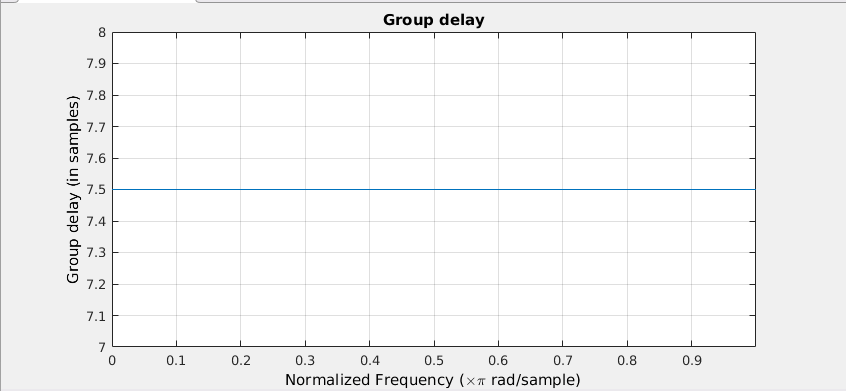 Group delay
Group delay (in samples)
8
7.9
7.8
7.7
7.6
7.5
7.4
7.3
7.2
7.1
7
0 0.1 0.2 0.3 0.4 0.5 0.6 0.7 0.8 0.9
Normalized Frequency (×π rad/sample)